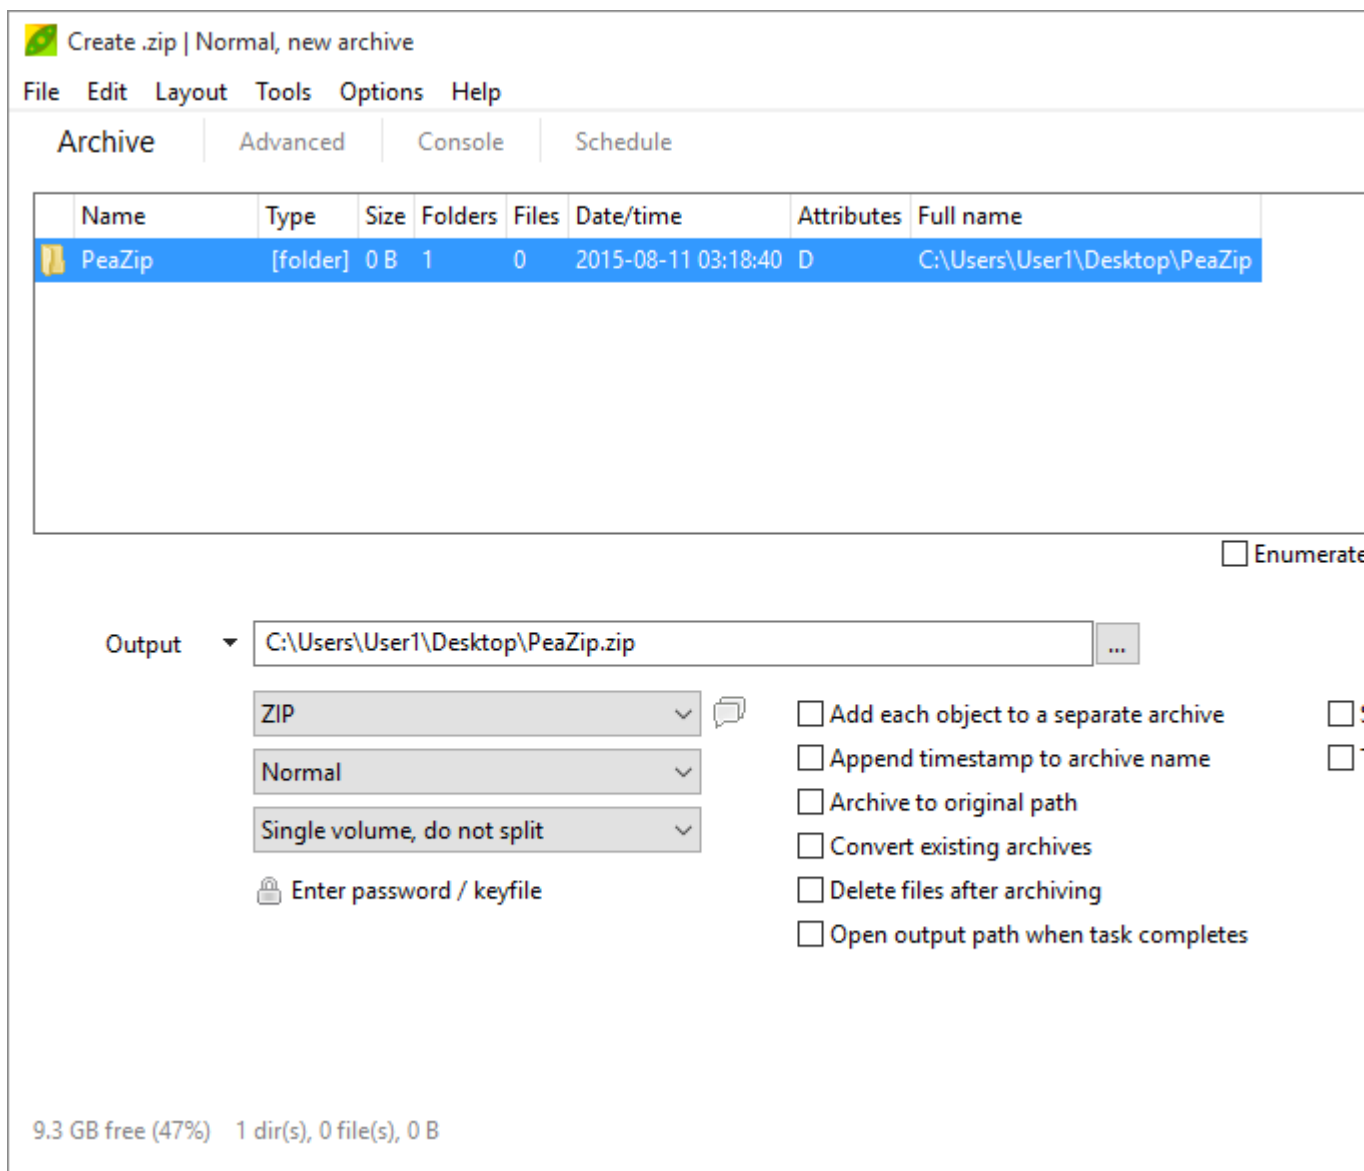 Create .zip | Normal, new archive
File Edit Layout Tools Options Help
Archive Advanced Console Schedule
Name Type Size Folders Files Date/time Attributes Full name
PeaZip [folder] 0 B 1 0 2015-08-11 03:18:40 D C:\Users\User1\Desktop\PeaZip
Enumerate
Output C:\Users\User1\Desktop\PeaZip.zip ...
ZIP Add each object to a separate archive
Append timestamp to archive name
Normal
Archive to original path
Single volume, do not split
Convert existing archives
Enter password / keyfile Delete files after archiving
Open output path when task completes
9.3 GB free (47%) 1 dir(s), 0 file(s), 0 B